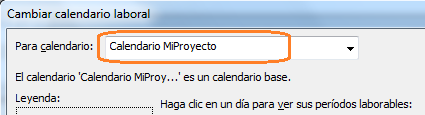 Cambiar calendario laboral
Para calendario: Calendario MiProyecto
El calendario 'Calendario MiProy...' es un calendario base.
Leyenda:
Haga clic en un día para ver sus períodos laborables: